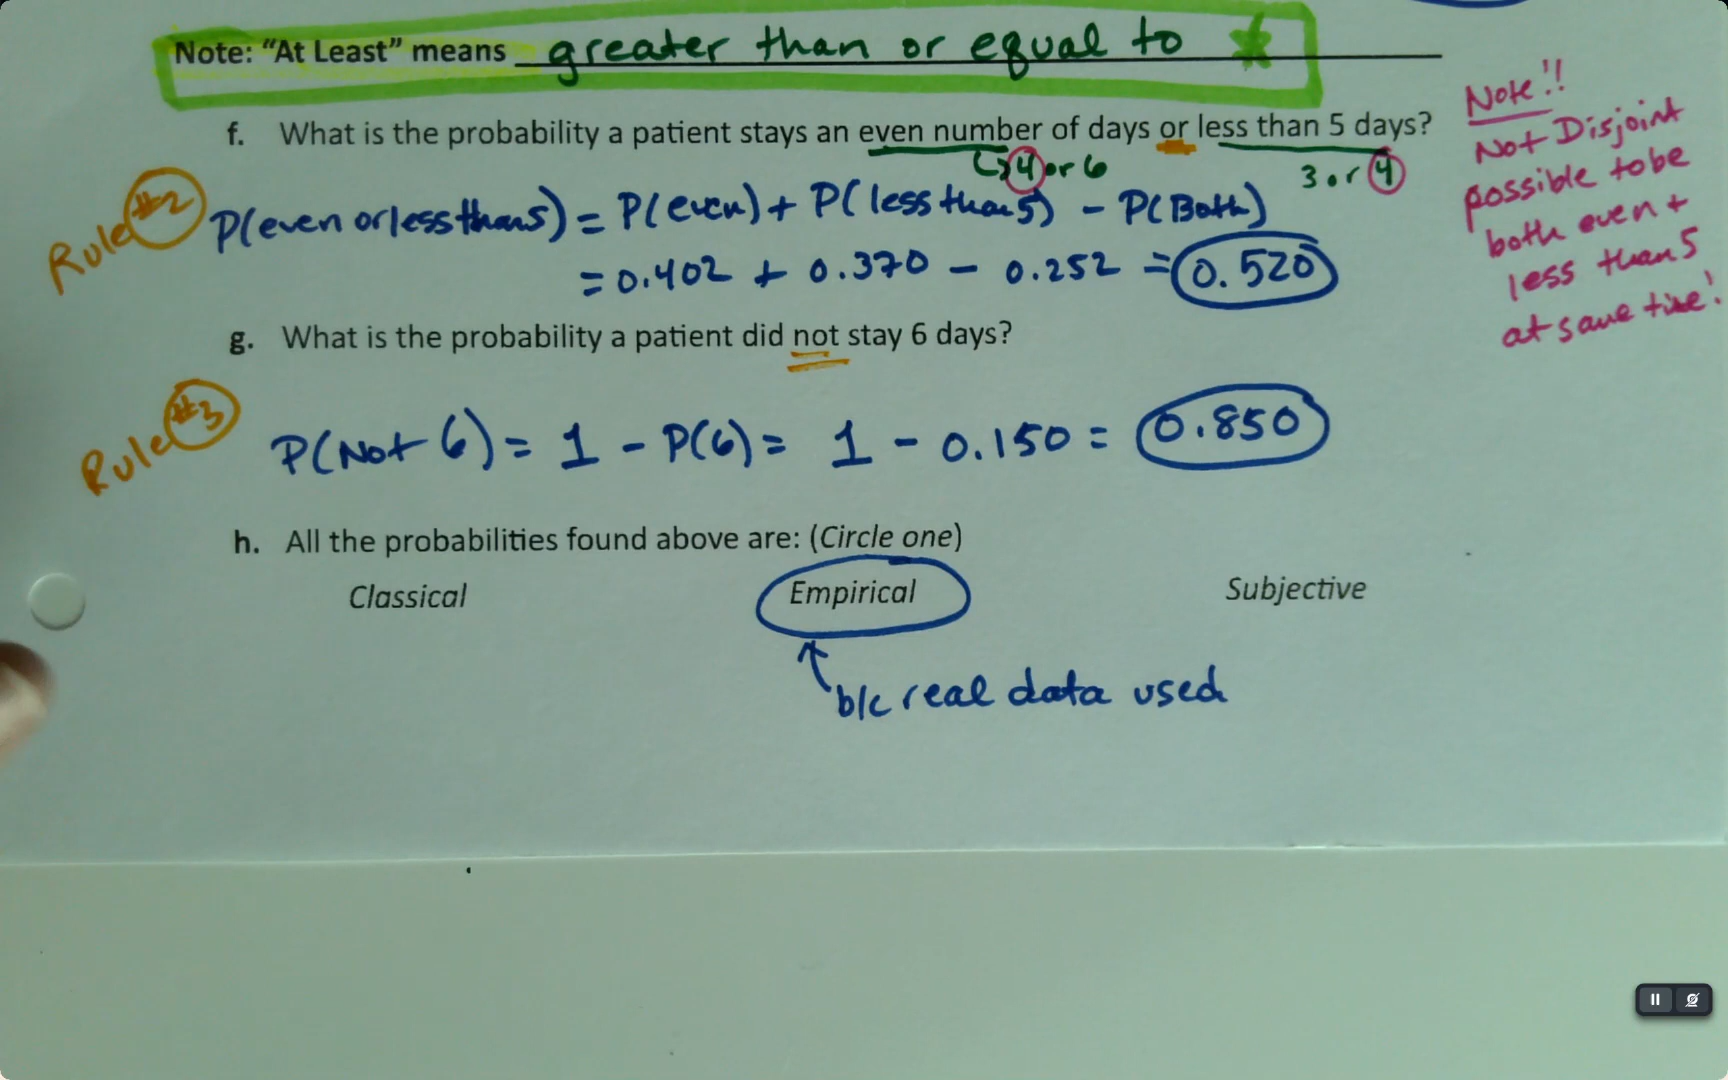 Note: “At Least” means greater than or equal to *
f. What is the probability a patient stays an even number of days or less than 5 days?
↳ 4 or 6
3 or 4
Rule #2
P(even or less than 5) = P(even) + P(less than 5) - P(Both)
= 0.402 + 0.370 - 0.252 = 0.520
Note!!
Not Disjoint
possible to be
both even +
less than 5
at same time!
g. What is the probability a patient did not stay 6 days?
Rule #3
P(Not 6) = 1 - P(6) = 1 - 0.150 = 0.850
h. All the probabilities found above are: (Circle one)
Classical Empirical Subjective
b/c real data used